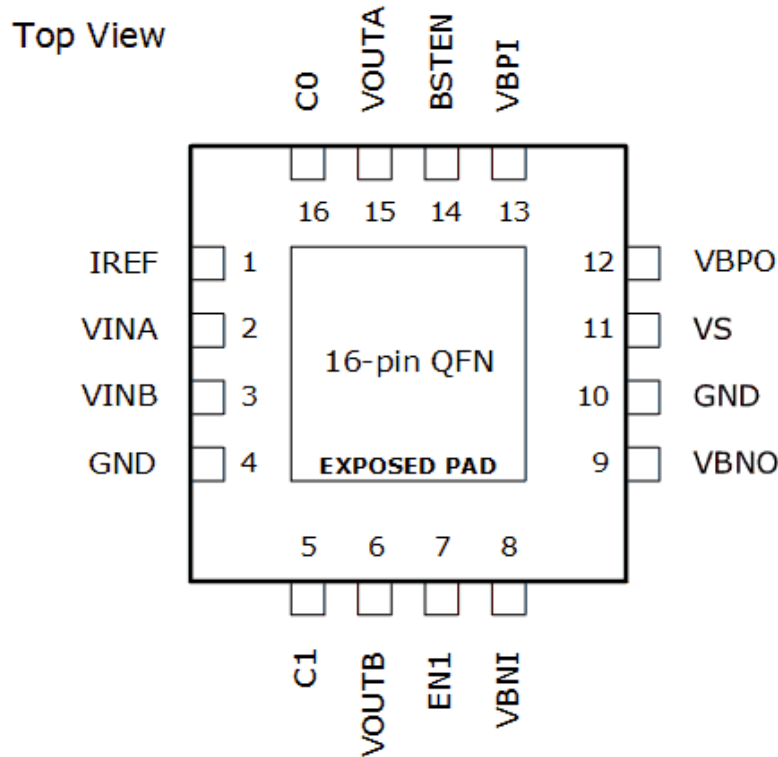 Top View
C0 VOUTA BSTEN VBPI
16 15 14 13
IREF 1 12 VBPO
VINA 2 11 VS
16-pin QFN
VINB 3 10 GND
GND 4 EXPOSED PAD 9 VBNO
5 6 7 8
C1 VOUTB EN1 VBNI